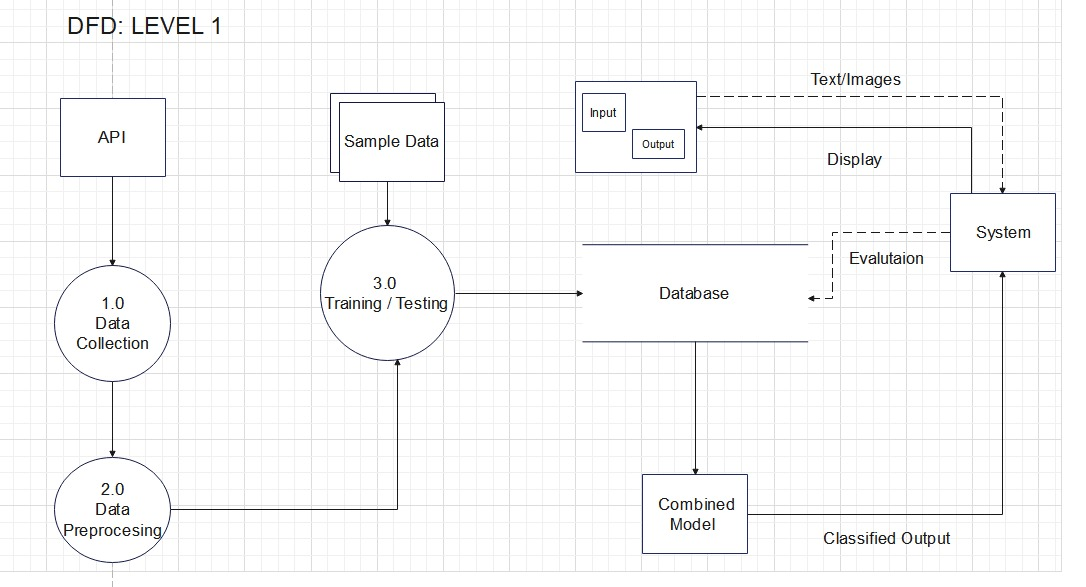 DFD: LEVEL 1
API
Sample Data
Input
Output
Text/Images
Display
System
Evalutaion
1.0
Data
Collection
3.0
Training / Testing
Database
2.0
Data
Preprocesing
Combined
Model
Classified Output